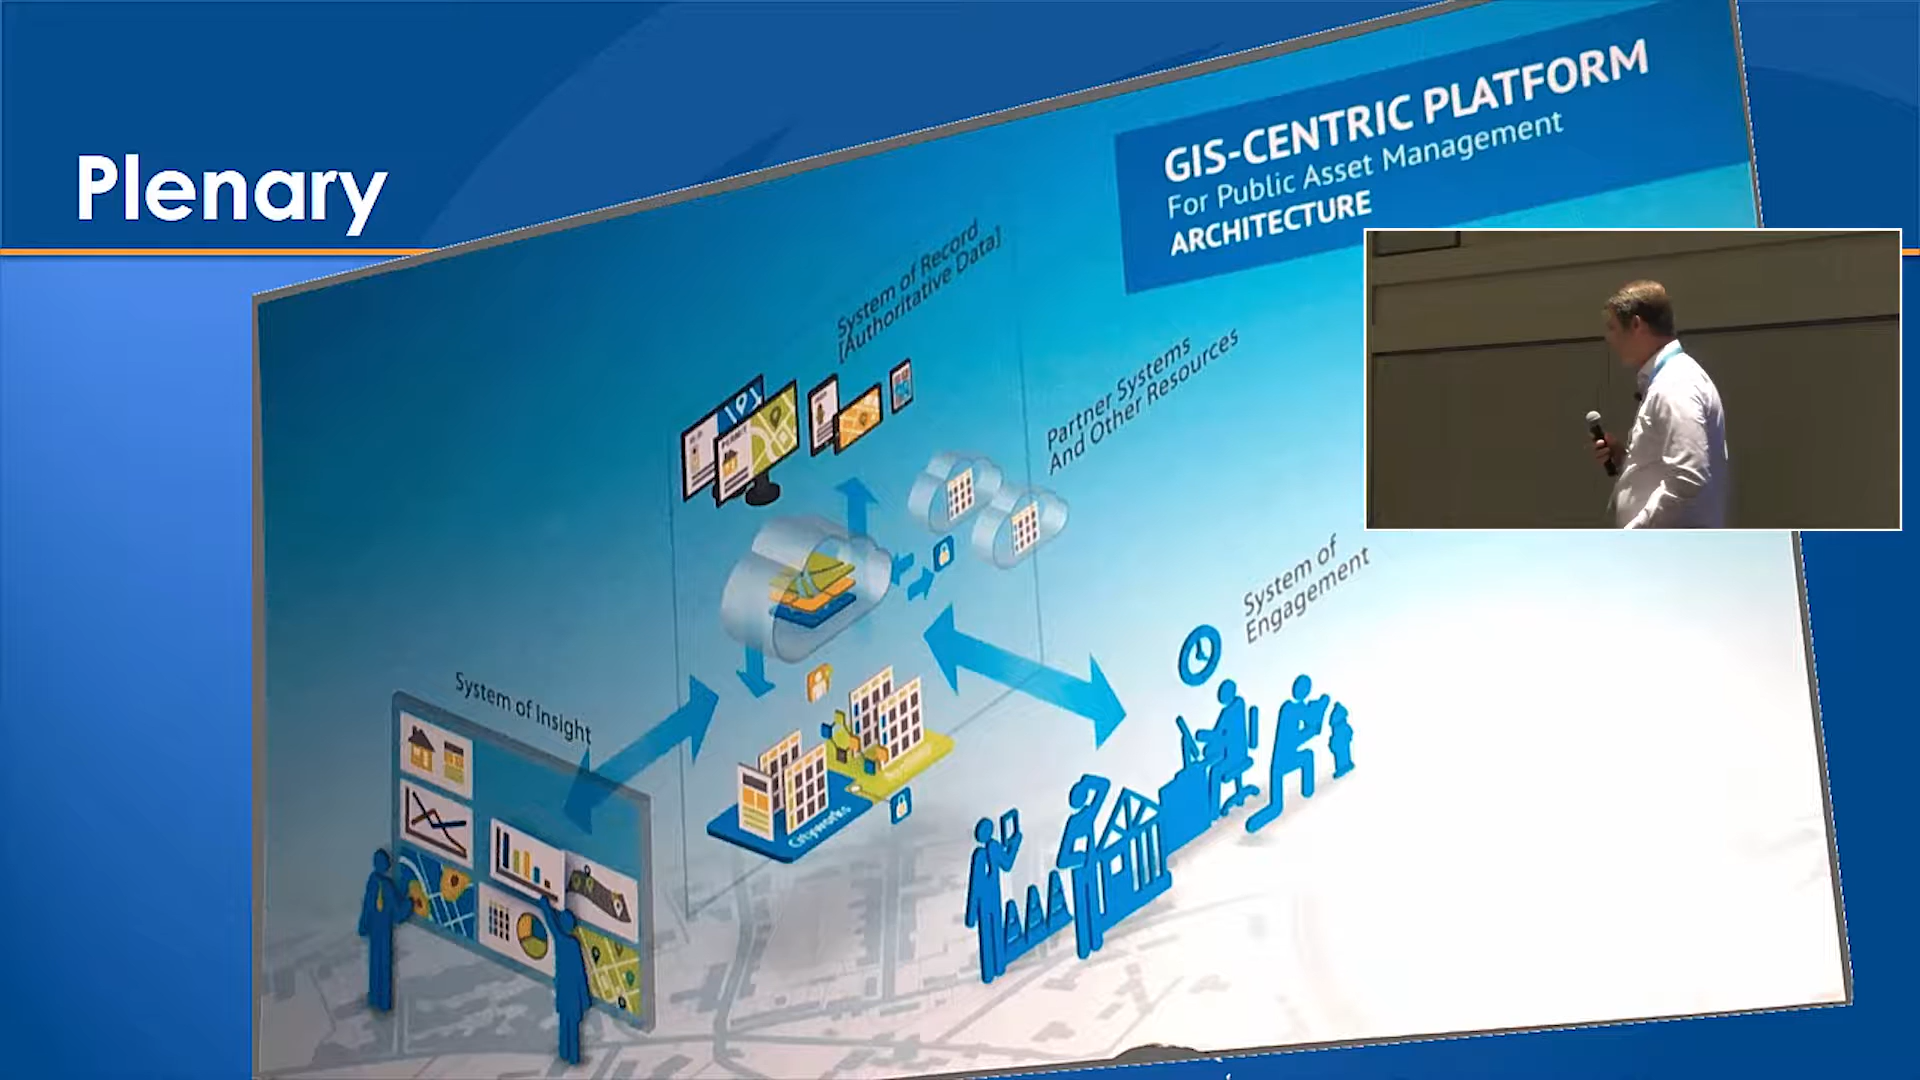 Plenary
GIS-CENTRIC PLATFORM
For Public Asset Management
ARCHITECTURE
System of Record
[Authoritative Data]
Partner Systems
And Other Resources
System of
Engagement
System of Insight
Cityworks